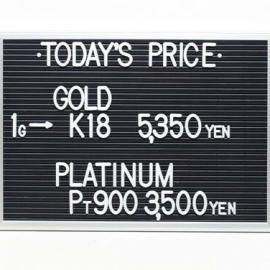 ·TODAY'S PRICE·
GOLD
1G→ K18 5,350 YEN
PLATINUM
PT900 3,500 YEN